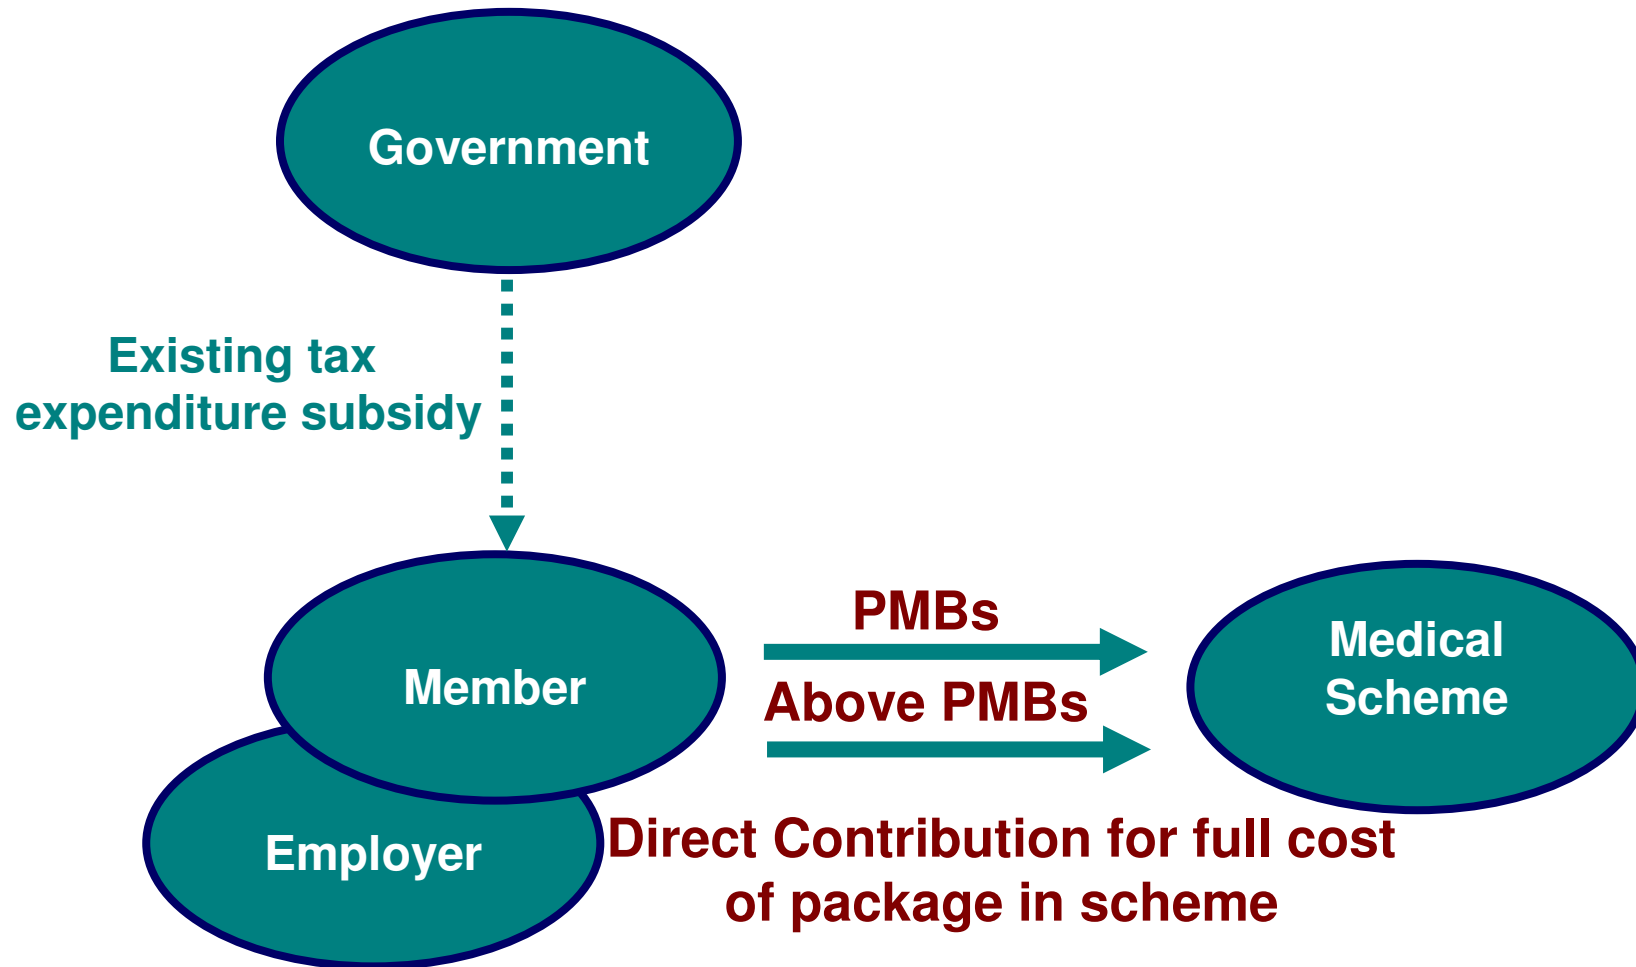 Government
Existing tax
expenditure subsidy
PMBs
Medical
Scheme
Member
Above PMBs
Employer
Direct Contribution for full cost
of package in scheme